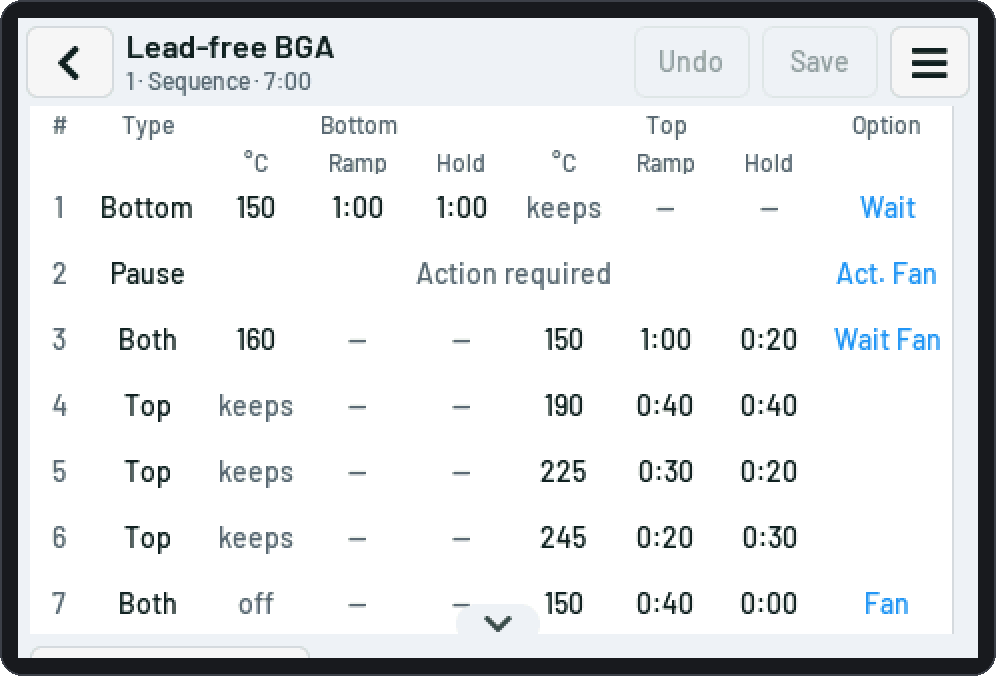 Lead-free BGA
1 · Sequence · 7:00
Undo Save
# Type Bottom Top Option
°C Ramp Hold °C Ramp Hold
1 Bottom 150 1:00 1:00 keeps – – Wait
2 Pause Action required Act. Fan
3 Both 160 – – 150 1:00 0:20 Wait Fan
4 Top keeps – – 190 0:40 0:40
5 Top keeps – – 225 0:30 0:20
6 Top keeps – – 245 0:20 0:30
7 Both off – – 150 0:40 0:00 Fan